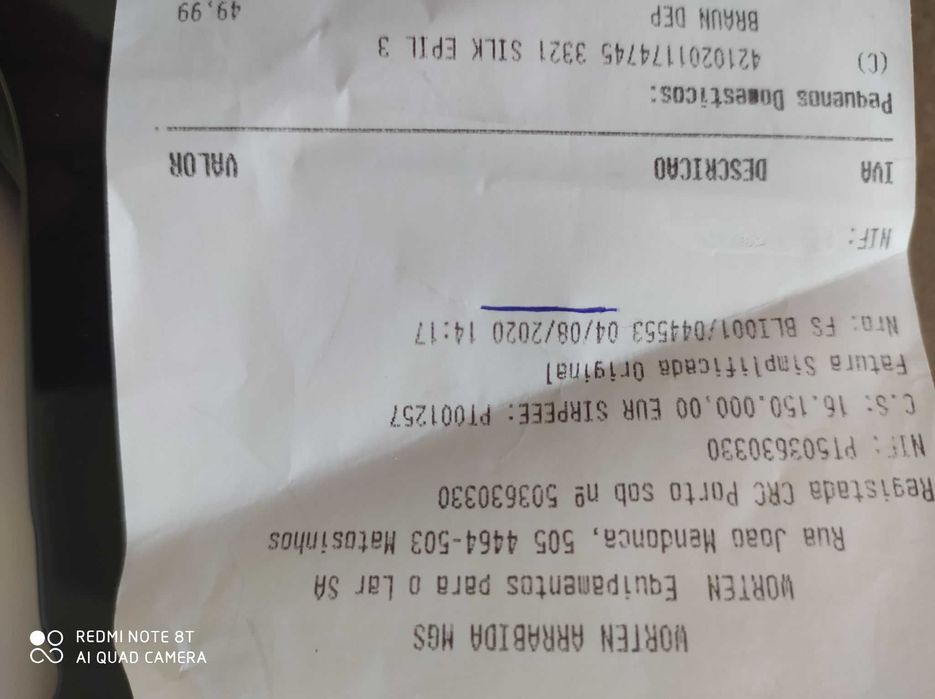 WORTEN ARRABIDA MGS
WORTEN Equipamentos para o Lar SA
Rua Joao Mendonca, 505 4464-503 Matosinhos
Registada CRC Porto sob nº 503630330
NIF: PT503630330
C.S: 16.150.000,00 EUR SIRPEEE: PT001257
Fatura Simplificada Original
Nro: FS BLI001/044553 04/08/2020 14:17
NIF:
IVA DESCRICAO VALOR
Pequenos Domesticos:
(C) 4210201174745 3321 SILK EPIL 3
BRAUN DEP 49,99
REDMI NOTE 8T
AI QUAD CAMERA